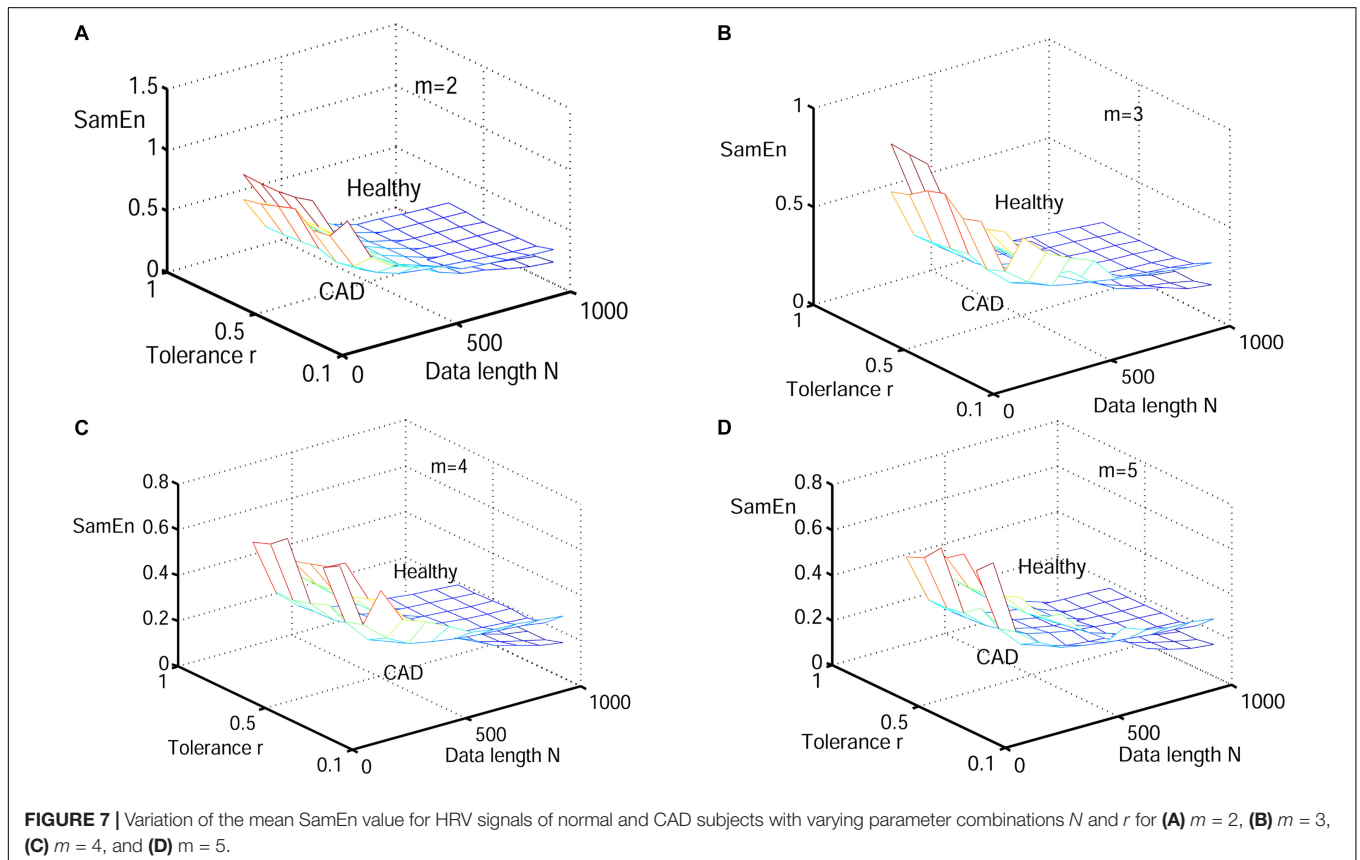 A
1.5
SamEn
1
0.5
0
1
0.5
0.1
Tolerance r
0
500
1000
Data length N
m=2
Healthy
CAD
B
1
SamEn
0.5
0
1
0.5
0.1
Tolerlance r
0
500
1000
Data length N
m=3
Healthy
CAD
C
0.8
SamEn 0.6
0.4
0.2
0
1
0.5
0.1
Tolerance r
0
500
1000
Data length N
m=4
Healthy
CAD
D
0.8
SamEn
0.6
0.4
0.2
0
1
0.5
0.1
Tolerance r
0
500
1000
Data length N
m=5
Healthy
CAD
FIGURE 7 | Variation of the mean SamEn value for HRV signals of normal and CAD subjects with varying parameter combinations N and r for (A) m = 2, (B) m = 3,
(C) m = 4, and (D) m = 5.